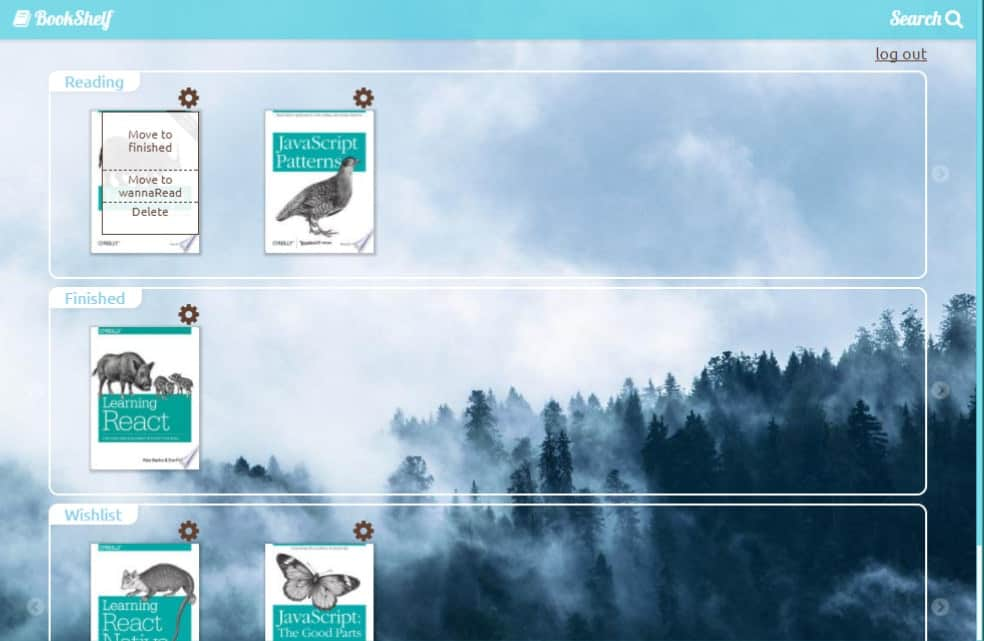 BookShelf
Search
log out
Reading
Move to
finished
Move to
wannaRead
Delete
O'REILLY
JavaScript
Patterns
O'REILLY
Finished
O'REILLY
Learning
React
Wishlist
O'REILLY
Learning
React
Native
JavaScript:
The Good Parts